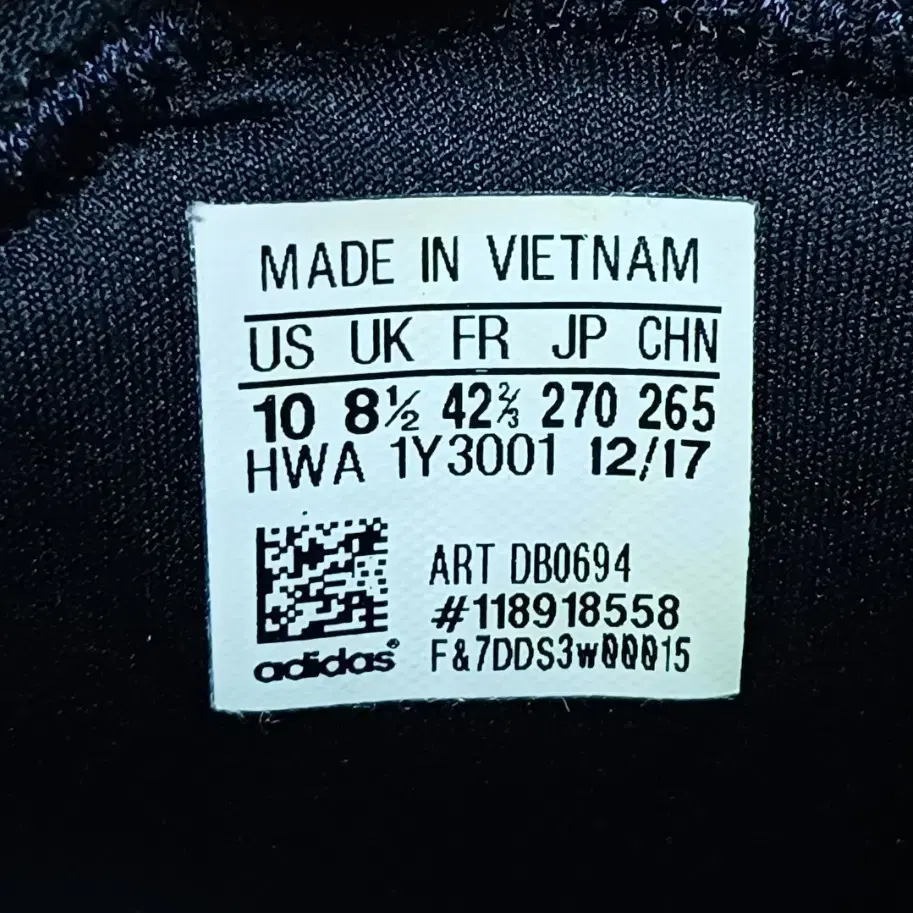 MADE IN VIETNAM
US UK FR JP CHN
10 8½ 42⅔ 270 265
HWA 1Y3001 12/17
ART DB0694
#118918558
adidas® F&7DDS3w00015